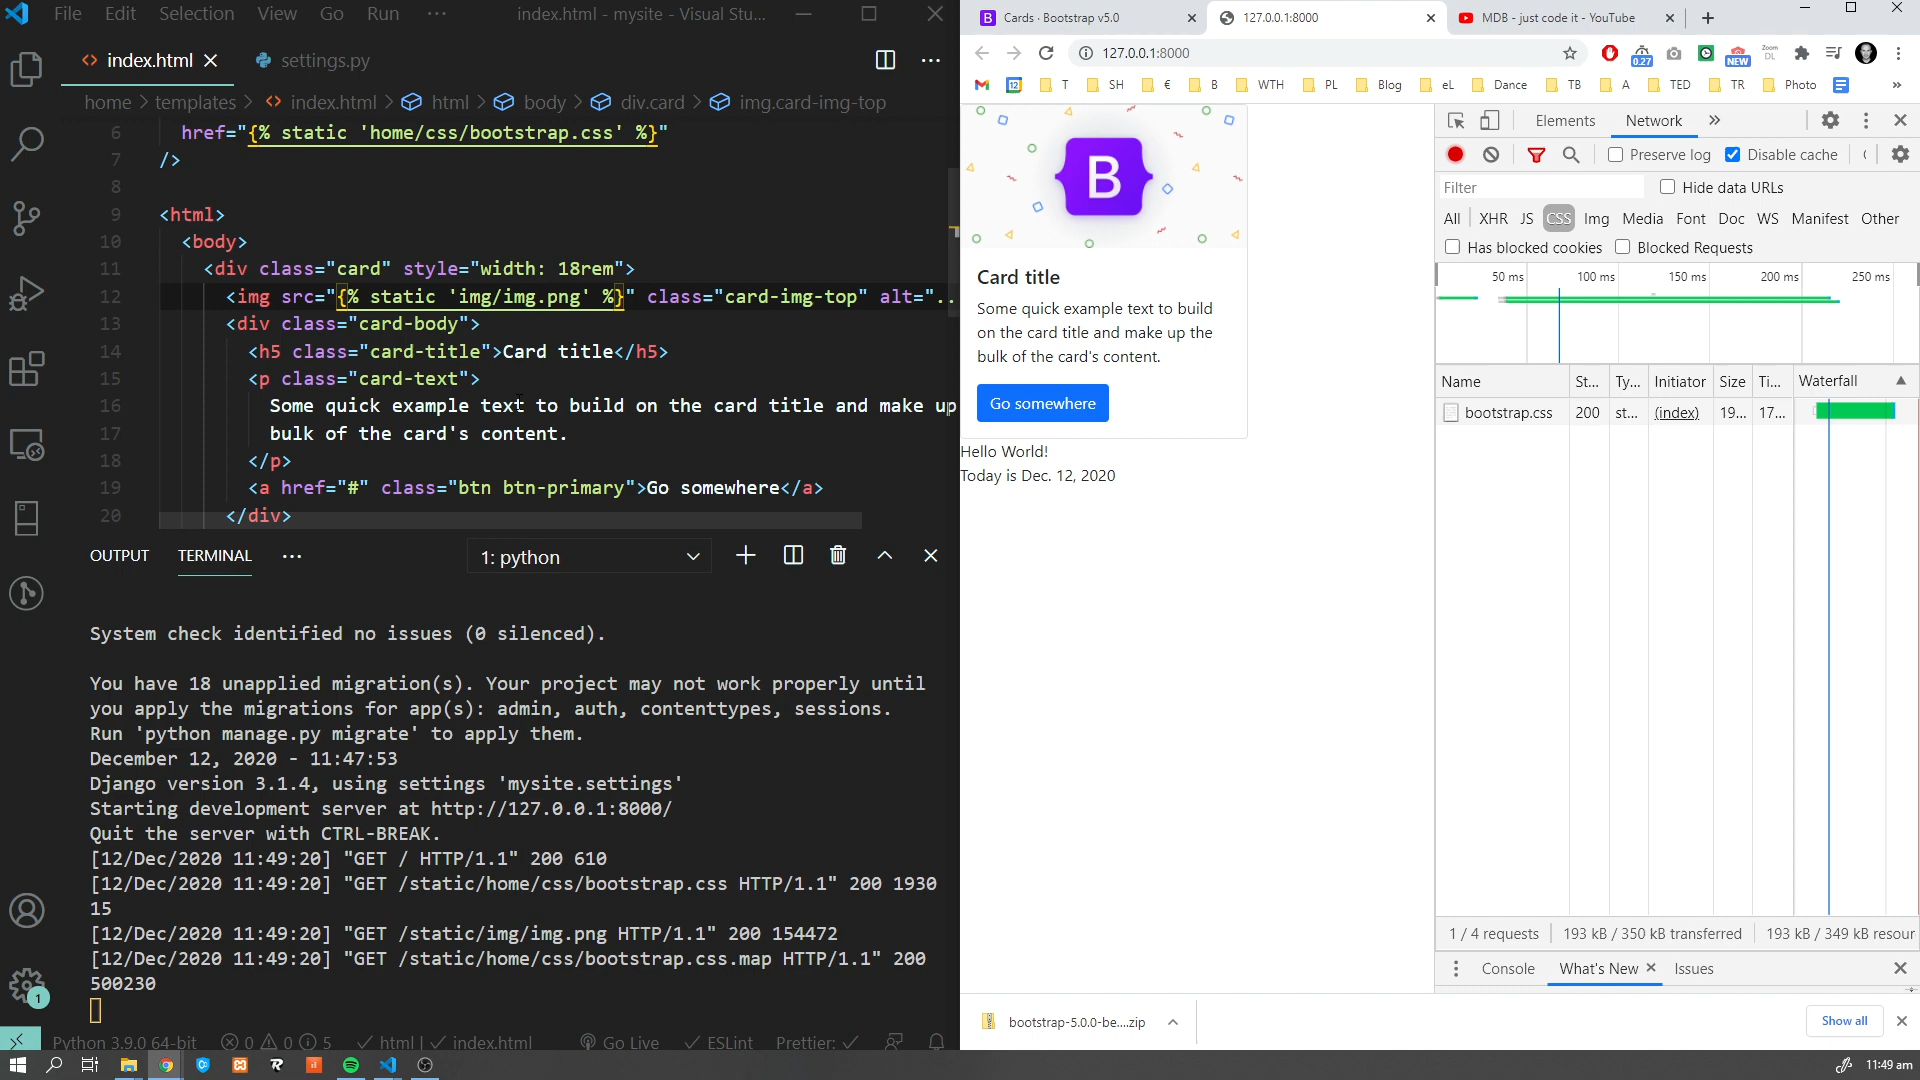 File Edit Selection View Go Run ··· index.html - mysite - Visual Stu...
index.html settings.py
home > templates > index.html > html > body > div.card > img.card-img-top
6 href="{% static 'home/css/bootstrap.css' %}"
7 />
8
9 <html>
10 <body>
11 <div class="card" style="width: 18rem">
12 <img src="{% static 'img/img.png' %}" class="card-img-top" alt="..
13 <div class="card-body">
14 <h5 class="card-title">Card title</h5>
15 <p class="card-text">
16 Some quick example text to build on the card title and make up
17 bulk of the card's content.
18 </p>
19 <a href="#" class="btn btn-primary">Go somewhere</a>
20 </div>
OUTPUT TERMINAL ··· 1: python
System check identified no issues (0 silenced).
You have 18 unapplied migration(s). Your project may not work properly until
you apply the migrations for app(s): admin, auth, contenttypes, sessions.
Run 'python manage.py migrate' to apply them.
December 12, 2020 - 11:47:53
Django version 3.1.4, using settings 'mysite.settings'
Starting development server at http://127.0.0.1:8000/
Quit the server with CTRL-BREAK.
[12/Dec/2020 11:49:20] "GET / HTTP/1.1" 200 610
[12/Dec/2020 11:49:20] "GET /static/home/css/bootstrap.css HTTP/1.1" 200 1930
15
[12/Dec/2020 11:49:20] "GET /static/img/img.png HTTP/1.1" 200 154472
[12/Dec/2020 11:49:20] "GET /static/home/css/bootstrap.css.map HTTP/1.1" 200
500230
1
Python 3.9.0 64-bit 0 0 5 html | index.html Go Live ESLint Prettier:
Cards · Bootstrap v5.0 127.0.0.1:8000 MDB - just code it - YouTube
127.0.0.1:8000 0.27 NEW Zoom DL
12 T SH € B WTH PL Blog eL Dance TB A TED TR Photo »
B
Card title
Some quick example text to build
on the card title and make up the
bulk of the card's content.
Go somewhere
Hello World!
Today is Dec. 12, 2020
Elements Network »
Preserve log Disable cache
Filter Hide data URLs
All XHR JS CSS Img Media Font Doc WS Manifest Other
Has blocked cookies Blocked Requests
50 ms 100 ms 150 ms 200 ms 250 ms
Name St... Ty... Initiator Size Ti... Waterfall
bootstrap.css 200 st... (index) 19... 17...
1 / 4 requests 193 kB / 350 kB transferred 193 kB / 349 kB resour
Console What's New Issues
bootstrap-5.0.0-be....zip Show all
11:49 am